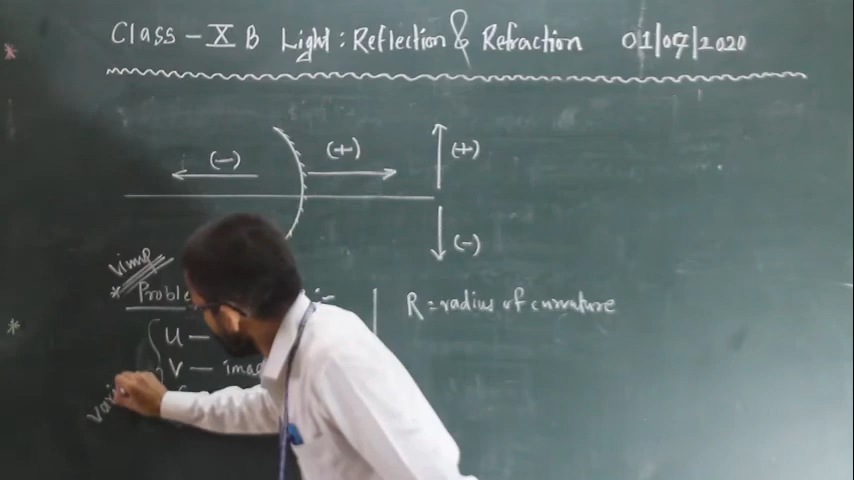 Class - X B Light: Reflection & Refraction 01/07/2020
(-) (+) (+)
(-)
Vimp
* Proble
R = radius of curvature
U —
V — imag
Vari